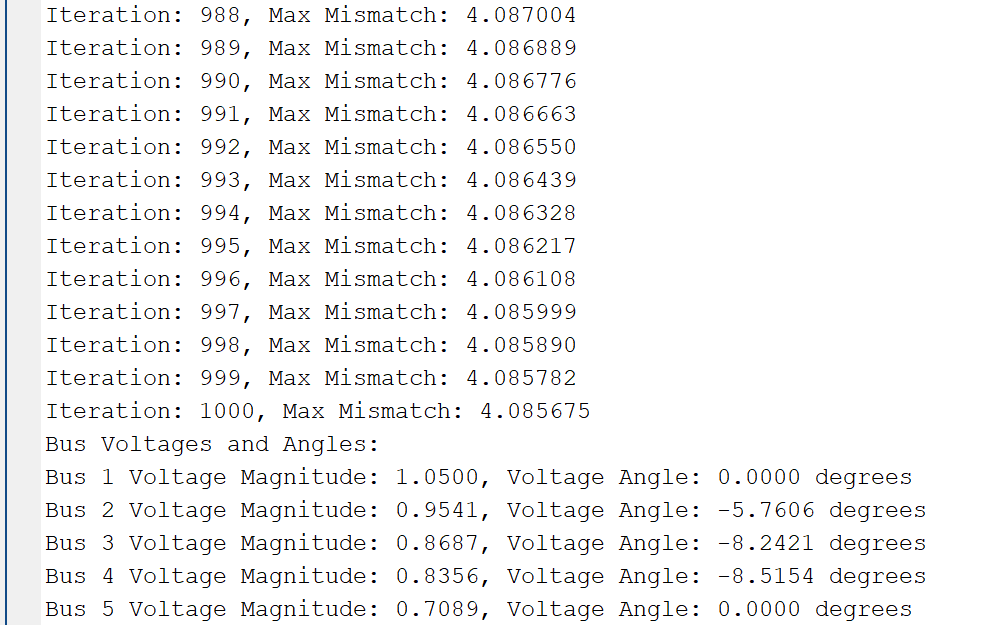 Iteration: 988, Max Mismatch: 4.087004
Iteration: 989, Max Mismatch: 4.086889
Iteration: 990, Max Mismatch: 4.086776
Iteration: 991, Max Mismatch: 4.086663
Iteration: 992, Max Mismatch: 4.086550
Iteration: 993, Max Mismatch: 4.086439
Iteration: 994, Max Mismatch: 4.086328
Iteration: 995, Max Mismatch: 4.086217
Iteration: 996, Max Mismatch: 4.086108
Iteration: 997, Max Mismatch: 4.085999
Iteration: 998, Max Mismatch: 4.085890
Iteration: 999, Max Mismatch: 4.085782
Iteration: 1000, Max Mismatch: 4.085675
Bus Voltages and Angles:
Bus 1 Voltage Magnitude: 1.0500, Voltage Angle: 0.0000 degrees
Bus 2 Voltage Magnitude: 0.9541, Voltage Angle: -5.7606 degrees
Bus 3 Voltage Magnitude: 0.8687, Voltage Angle: -8.2421 degrees
Bus 4 Voltage Magnitude: 0.8356, Voltage Angle: -8.5154 degrees
Bus 5 Voltage Magnitude: 0.7089, Voltage Angle: 0.0000 degrees